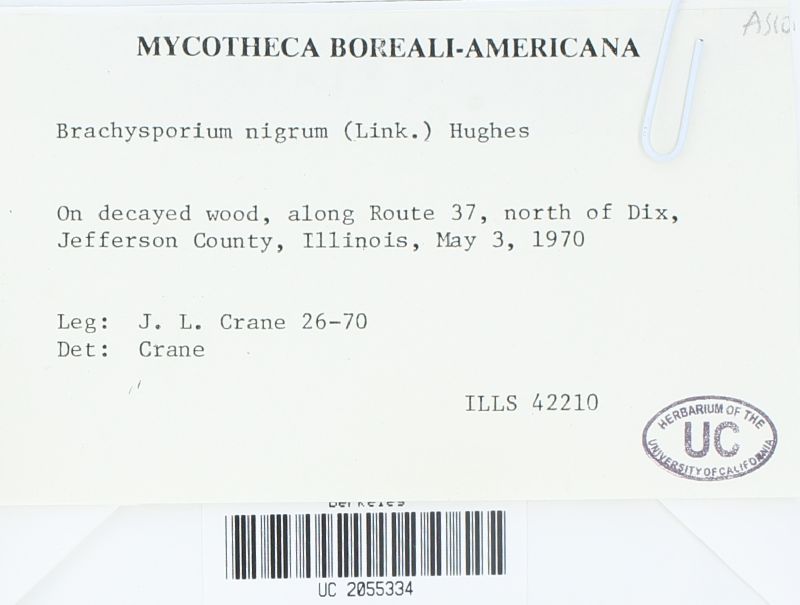 MYCOTHECA BOREALI-AMERICANA
Brachysporium nigrum (Link.) Hughes
On decayed wood, along Route 37, north of Dix,
Jefferson County, Illinois, May 3, 1970
Leg: J. L. Crane 26-70
Det: Crane
ILLS 42210
HERBARIUM OF THE
UC
UNIVERSITY OF CALIFORNIA
UC 2055334